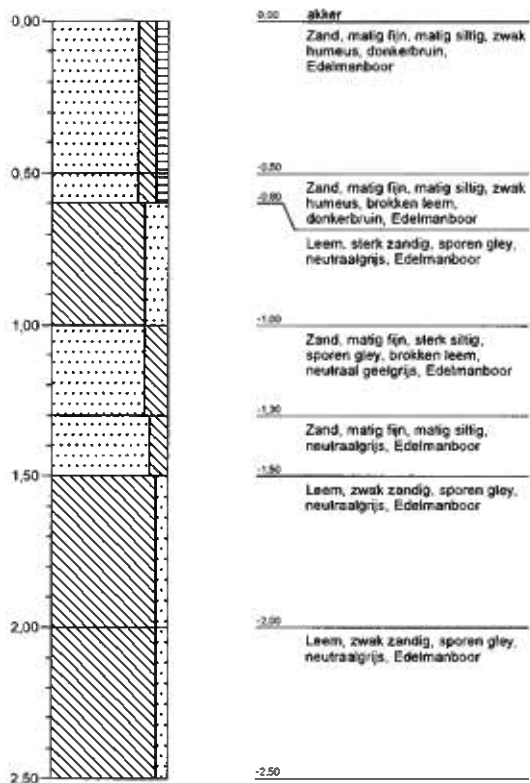 0,00
0,50
1,00
1,50
2,00
2,50
0,00 akker
Zand, matig fijn, matig siltig, zwak
humeus, donkerbruin,
Edelmanboor
-0,50
Zand, matig fijn, matig siltig, zwak
humeus, brokken leem,
donkerbruin, Edelmanboor
-0,60
Leem, sterk zandig, sporen gley,
neutraalgrijs, Edelmanboor
-1,00
Zand, matig fijn, sterk siltig,
sporen gley, brokken leem,
neutraal geelgrijs, Edelmanboor
-1,30
Zand, matig fijn, matig siltig,
neutraalgrijs, Edelmanboor
-1,50
Leem, zwak zandig, sporen gley,
neutraalgrijs, Edelmanboor
-2,00
Leem, zwak zandig, sporen gley,
neutraalgrijs, Edelmanboor
-2,50